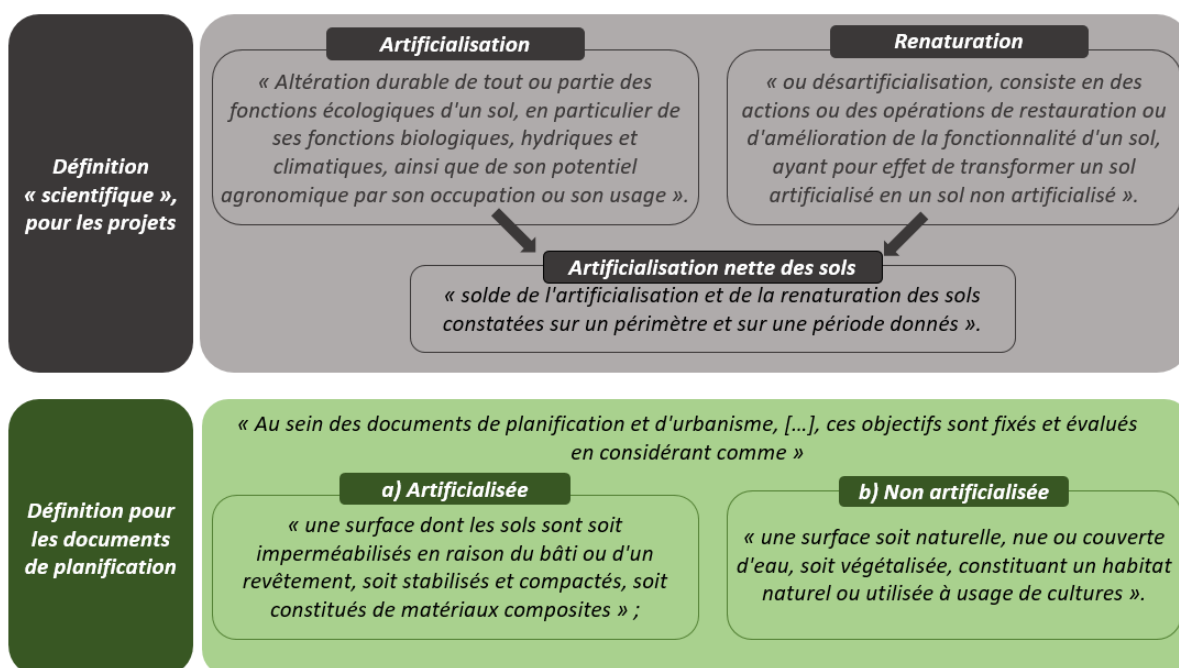 Définition
« scientifique »,
pour les projets
Artificialisation
« Altération durable de tout ou partie des
fonctions écologiques d'un sol, en particulier de
ses fonctions biologiques, hydriques et
climatiques, ainsi que de son potentiel
agronomique par son occupation ou son usage ».
Renaturation
« ou désartificialisation, consiste en des
actions ou des opérations de restauration ou
d'amélioration de la fonctionnalité d'un sol,
ayant pour effet de transformer un sol
artificialisé en un sol non artificialisé ».
Artificialisation nette des sols
« solde de l'artificialisation et de la renaturation des sols
constatées sur un périmètre et sur une période donnés ».
Définition pour
les documents
de planification
« Au sein des documents de planification et d'urbanisme, […], ces objectifs sont fixés et évalués
en considérant comme »
a) Artificialisée
« une surface dont les sols sont soit
imperméabilisés en raison du bâti ou d'un
revêtement, soit stabilisés et compactés, soit
constitués de matériaux composites » ;
b) Non artificialisée
« une surface soit naturelle, nue ou couverte
d'eau, soit végétalisée, constituant un habitat
naturel ou utilisée à usage de cultures ».